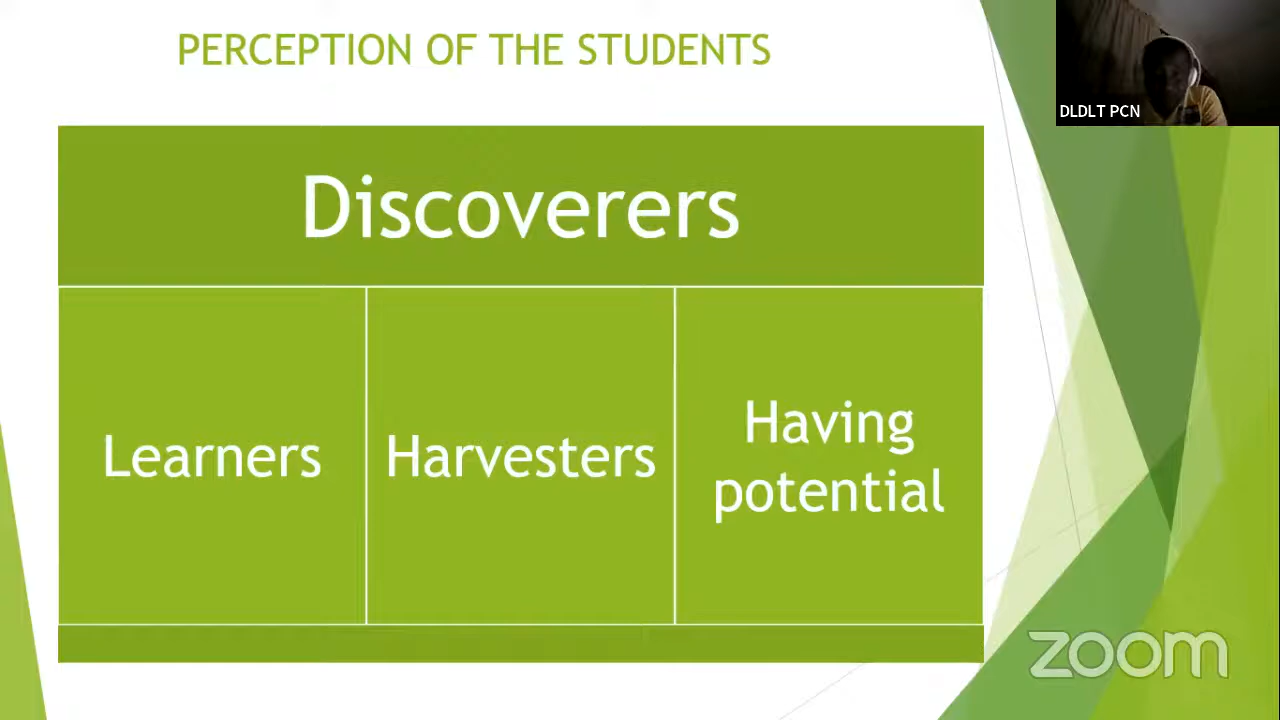 PERCEPTION OF THE STUDENTS
DLDLT PCN
Discoverers
Learners
Harvesters
Having
potential
zoom